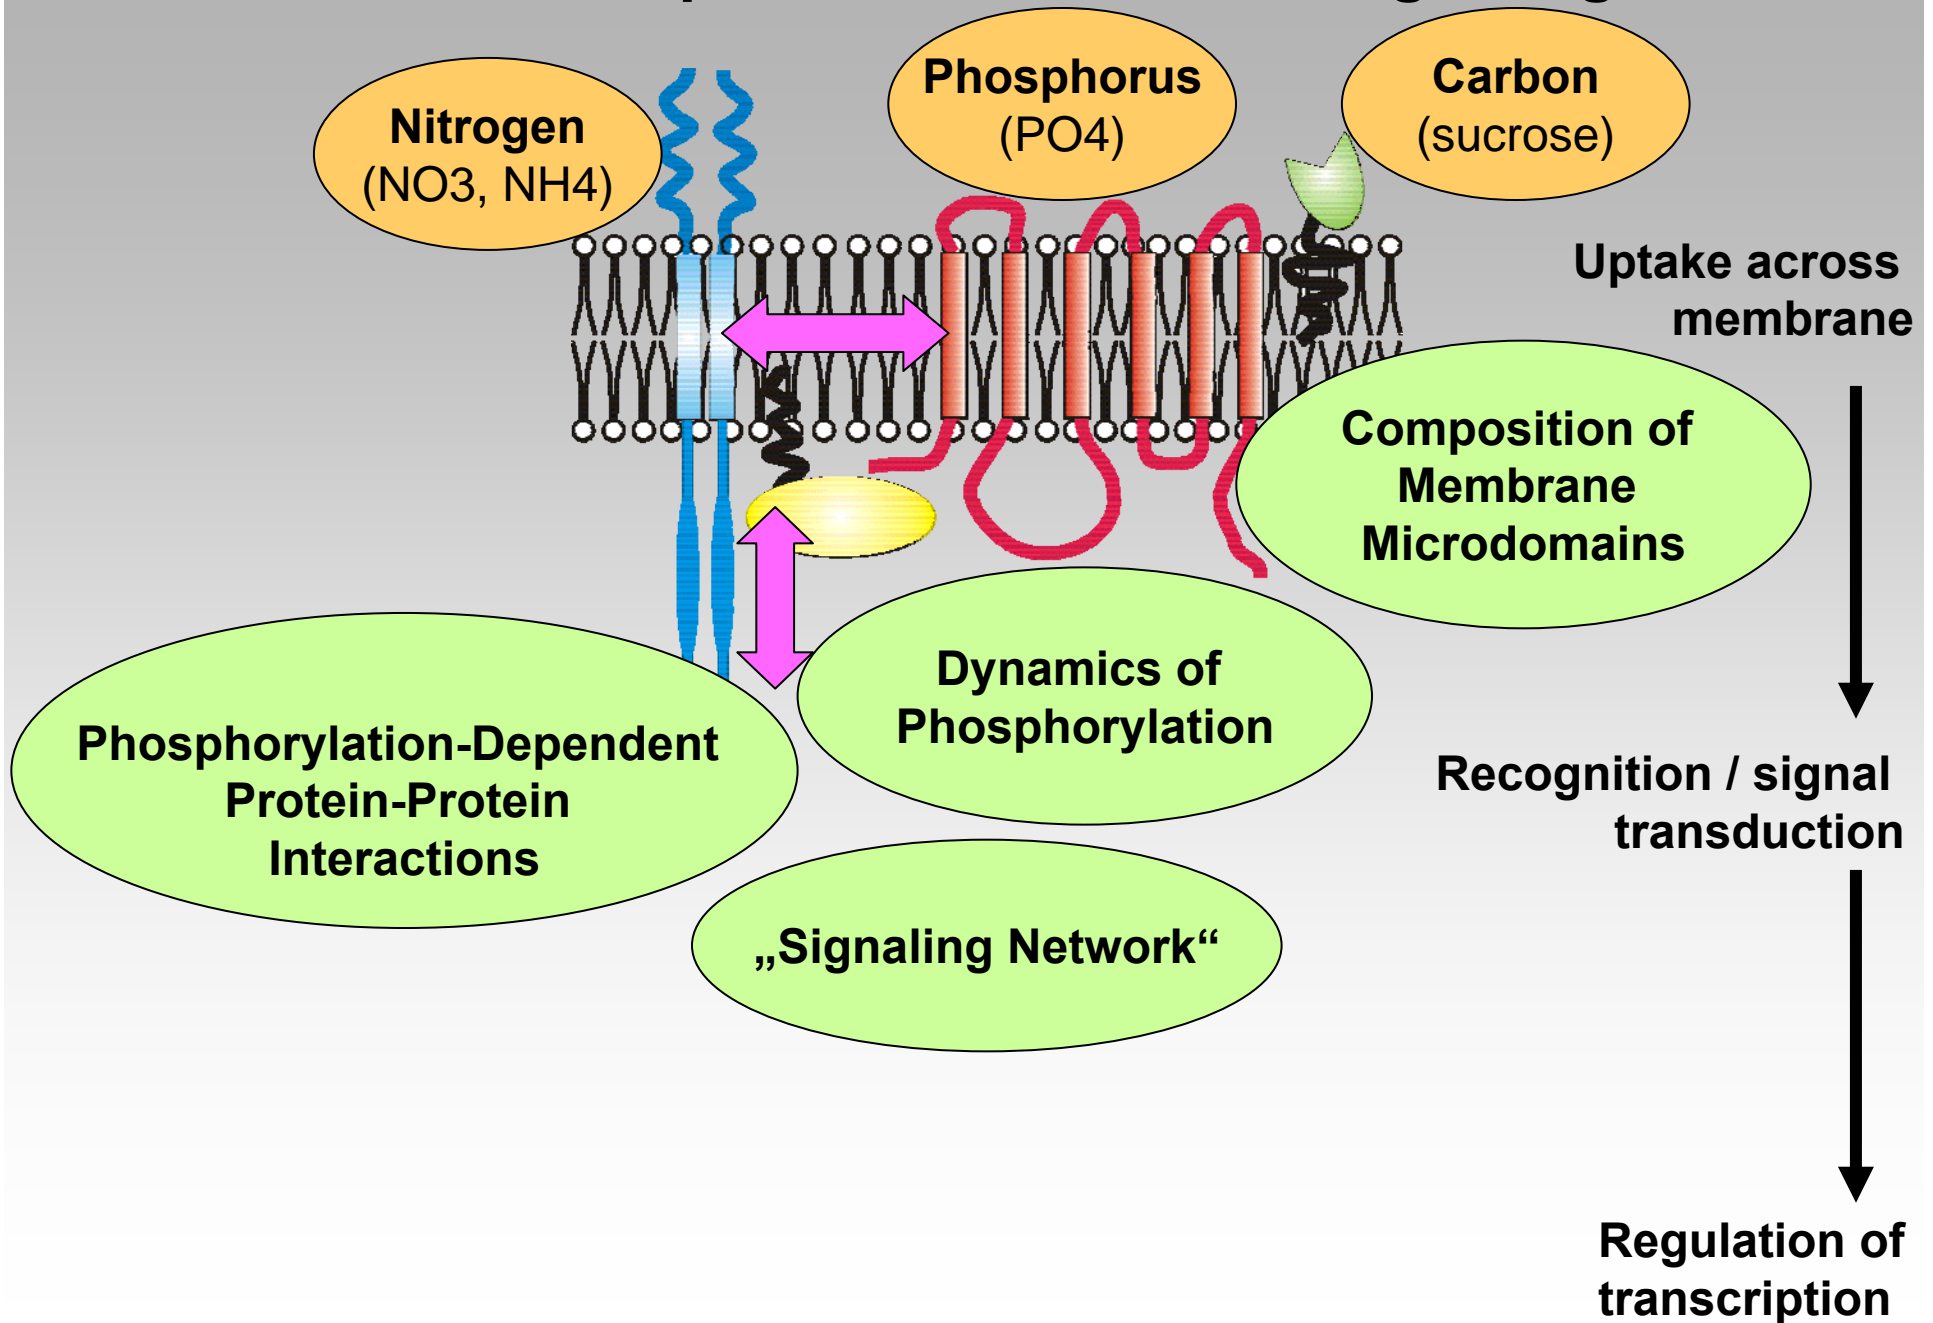 Nitrogen
(NO3, NH4)
Phosphorus
(PO4)
Carbon
(sucrose)
Uptake across
membrane
Composition of
Membrane
Microdomains
Dynamics of
Phosphorylation
Phosphorylation-Dependent
Protein-Protein
Interactions
Recognition / signal
transduction
„Signaling Network“
Regulation of
transcription